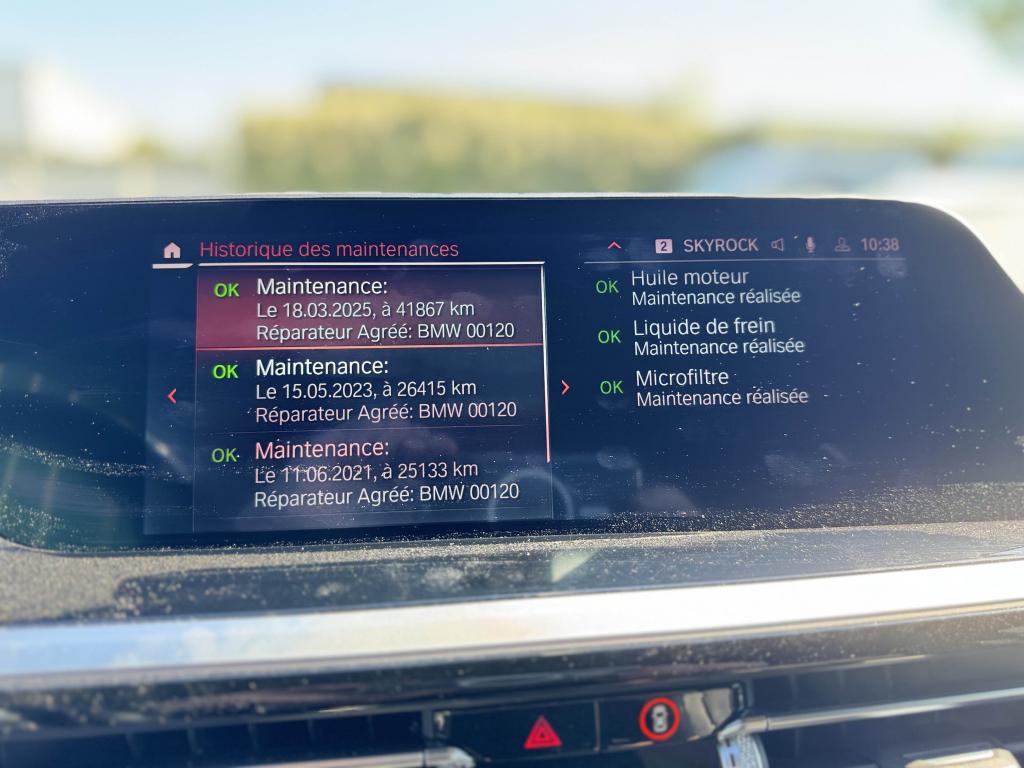 Historique des maintenances
2 SKYROCK 10:38
OK Maintenance:
Le 18.03.2025, à 41867 km
Réparateur Agréé: BMW 00120
OK Maintenance:
Le 15.05.2023, à 26415 km
Réparateur Agréé: BMW 00120
OK Maintenance:
Le 11.06.2021, à 25133 km
Réparateur Agréé: BMW 00120
OK Huile moteur
Maintenance réalisée
OK Liquide de frein
Maintenance réalisée
OK Microfiltre
Maintenance réalisée